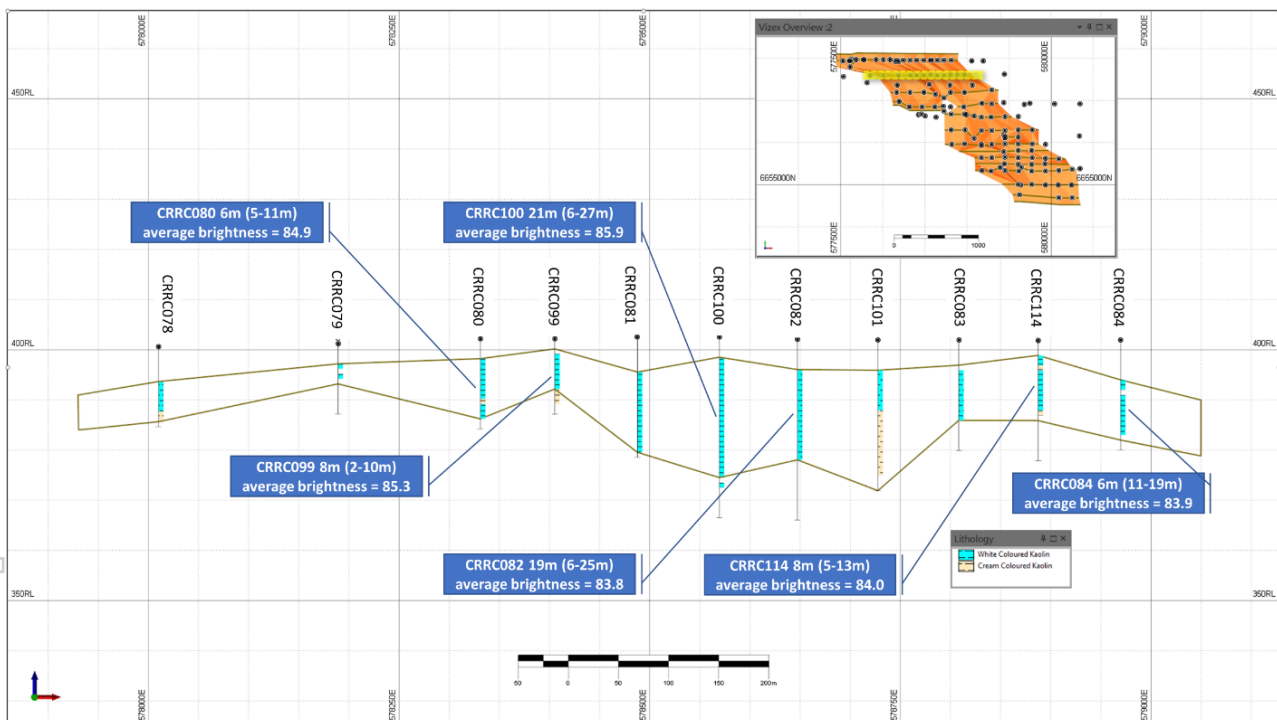 578000E
578250E
578500E
578750E
579000E
Vizex Overview :2
577500E
580000E
6655000N
6655000N
577500E
580000E
0
1000
450RL
450RL
CRRC080 6m (5-11m)
average brightness = 84.9
CRRC100 21m (6-27m)
average brightness = 85.9
CRRC078
CRRC079
CRRC080
CRRC099
CRRC081
CRRC100
CRRC082
CRRC101
CRRC083
CRRC114
CRRC084
400RL
400RL
CRRC099 8m (2-10m)
average brightness = 85.3
CRRC084 6m (11-19m)
average brightness = 83.9
CRRC082 19m (6-25m)
average brightness = 83.8
CRRC114 8m (5-13m)
average brightness = 84.0
Lithology
White Coloured Kaolin
Cream Coloured Kaolin
350RL
350RL
50
0
50
100
150
200m
578000E
578250E
578500E
578750E
579000E